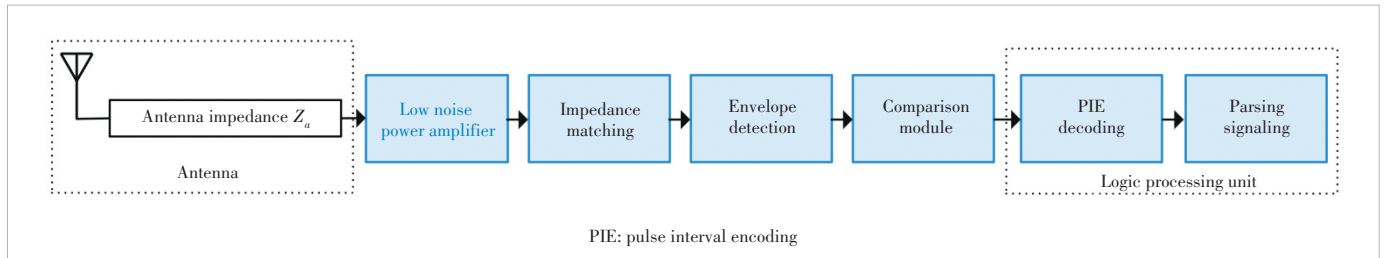 Antenna impedance Za
Antenna
Low noise
power amplifier
Impedance
matching
Envelope
detection
Comparison
module
PIE
decoding
Parsing
signaling
Logic processing unit
PIE: pulse interval encoding